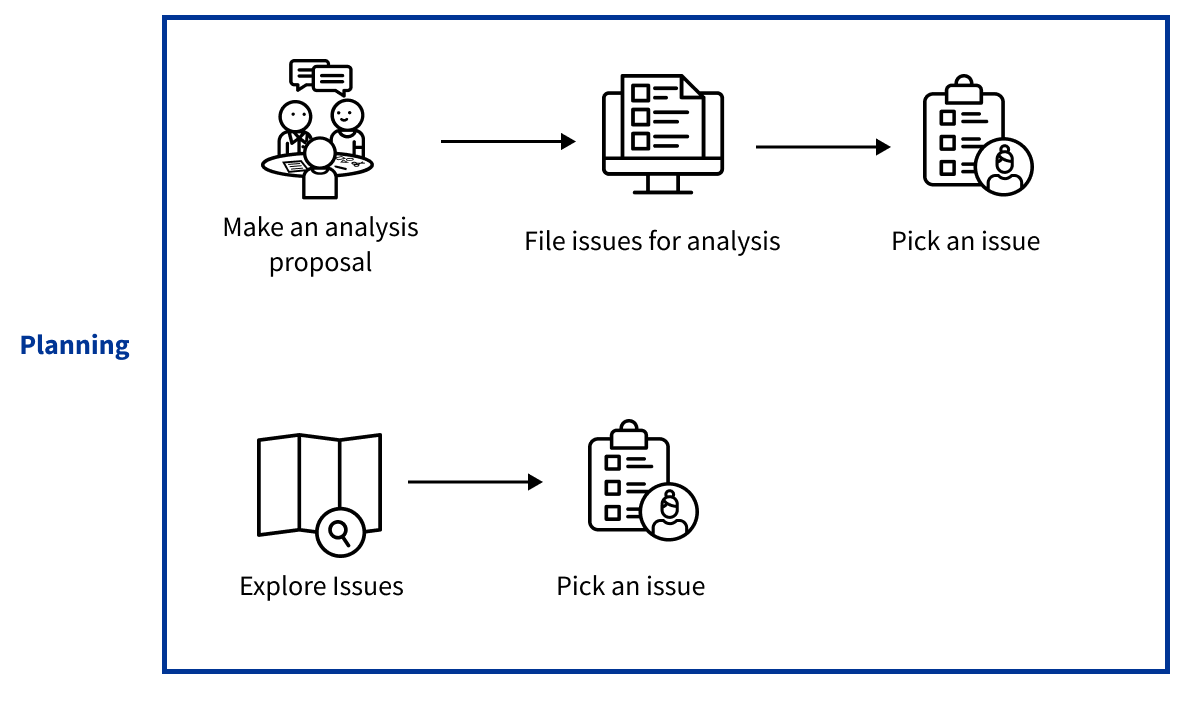 Make an analysis
proposal
File issues for analysis
Pick an issue
Planning
Explore Issues
Pick an issue